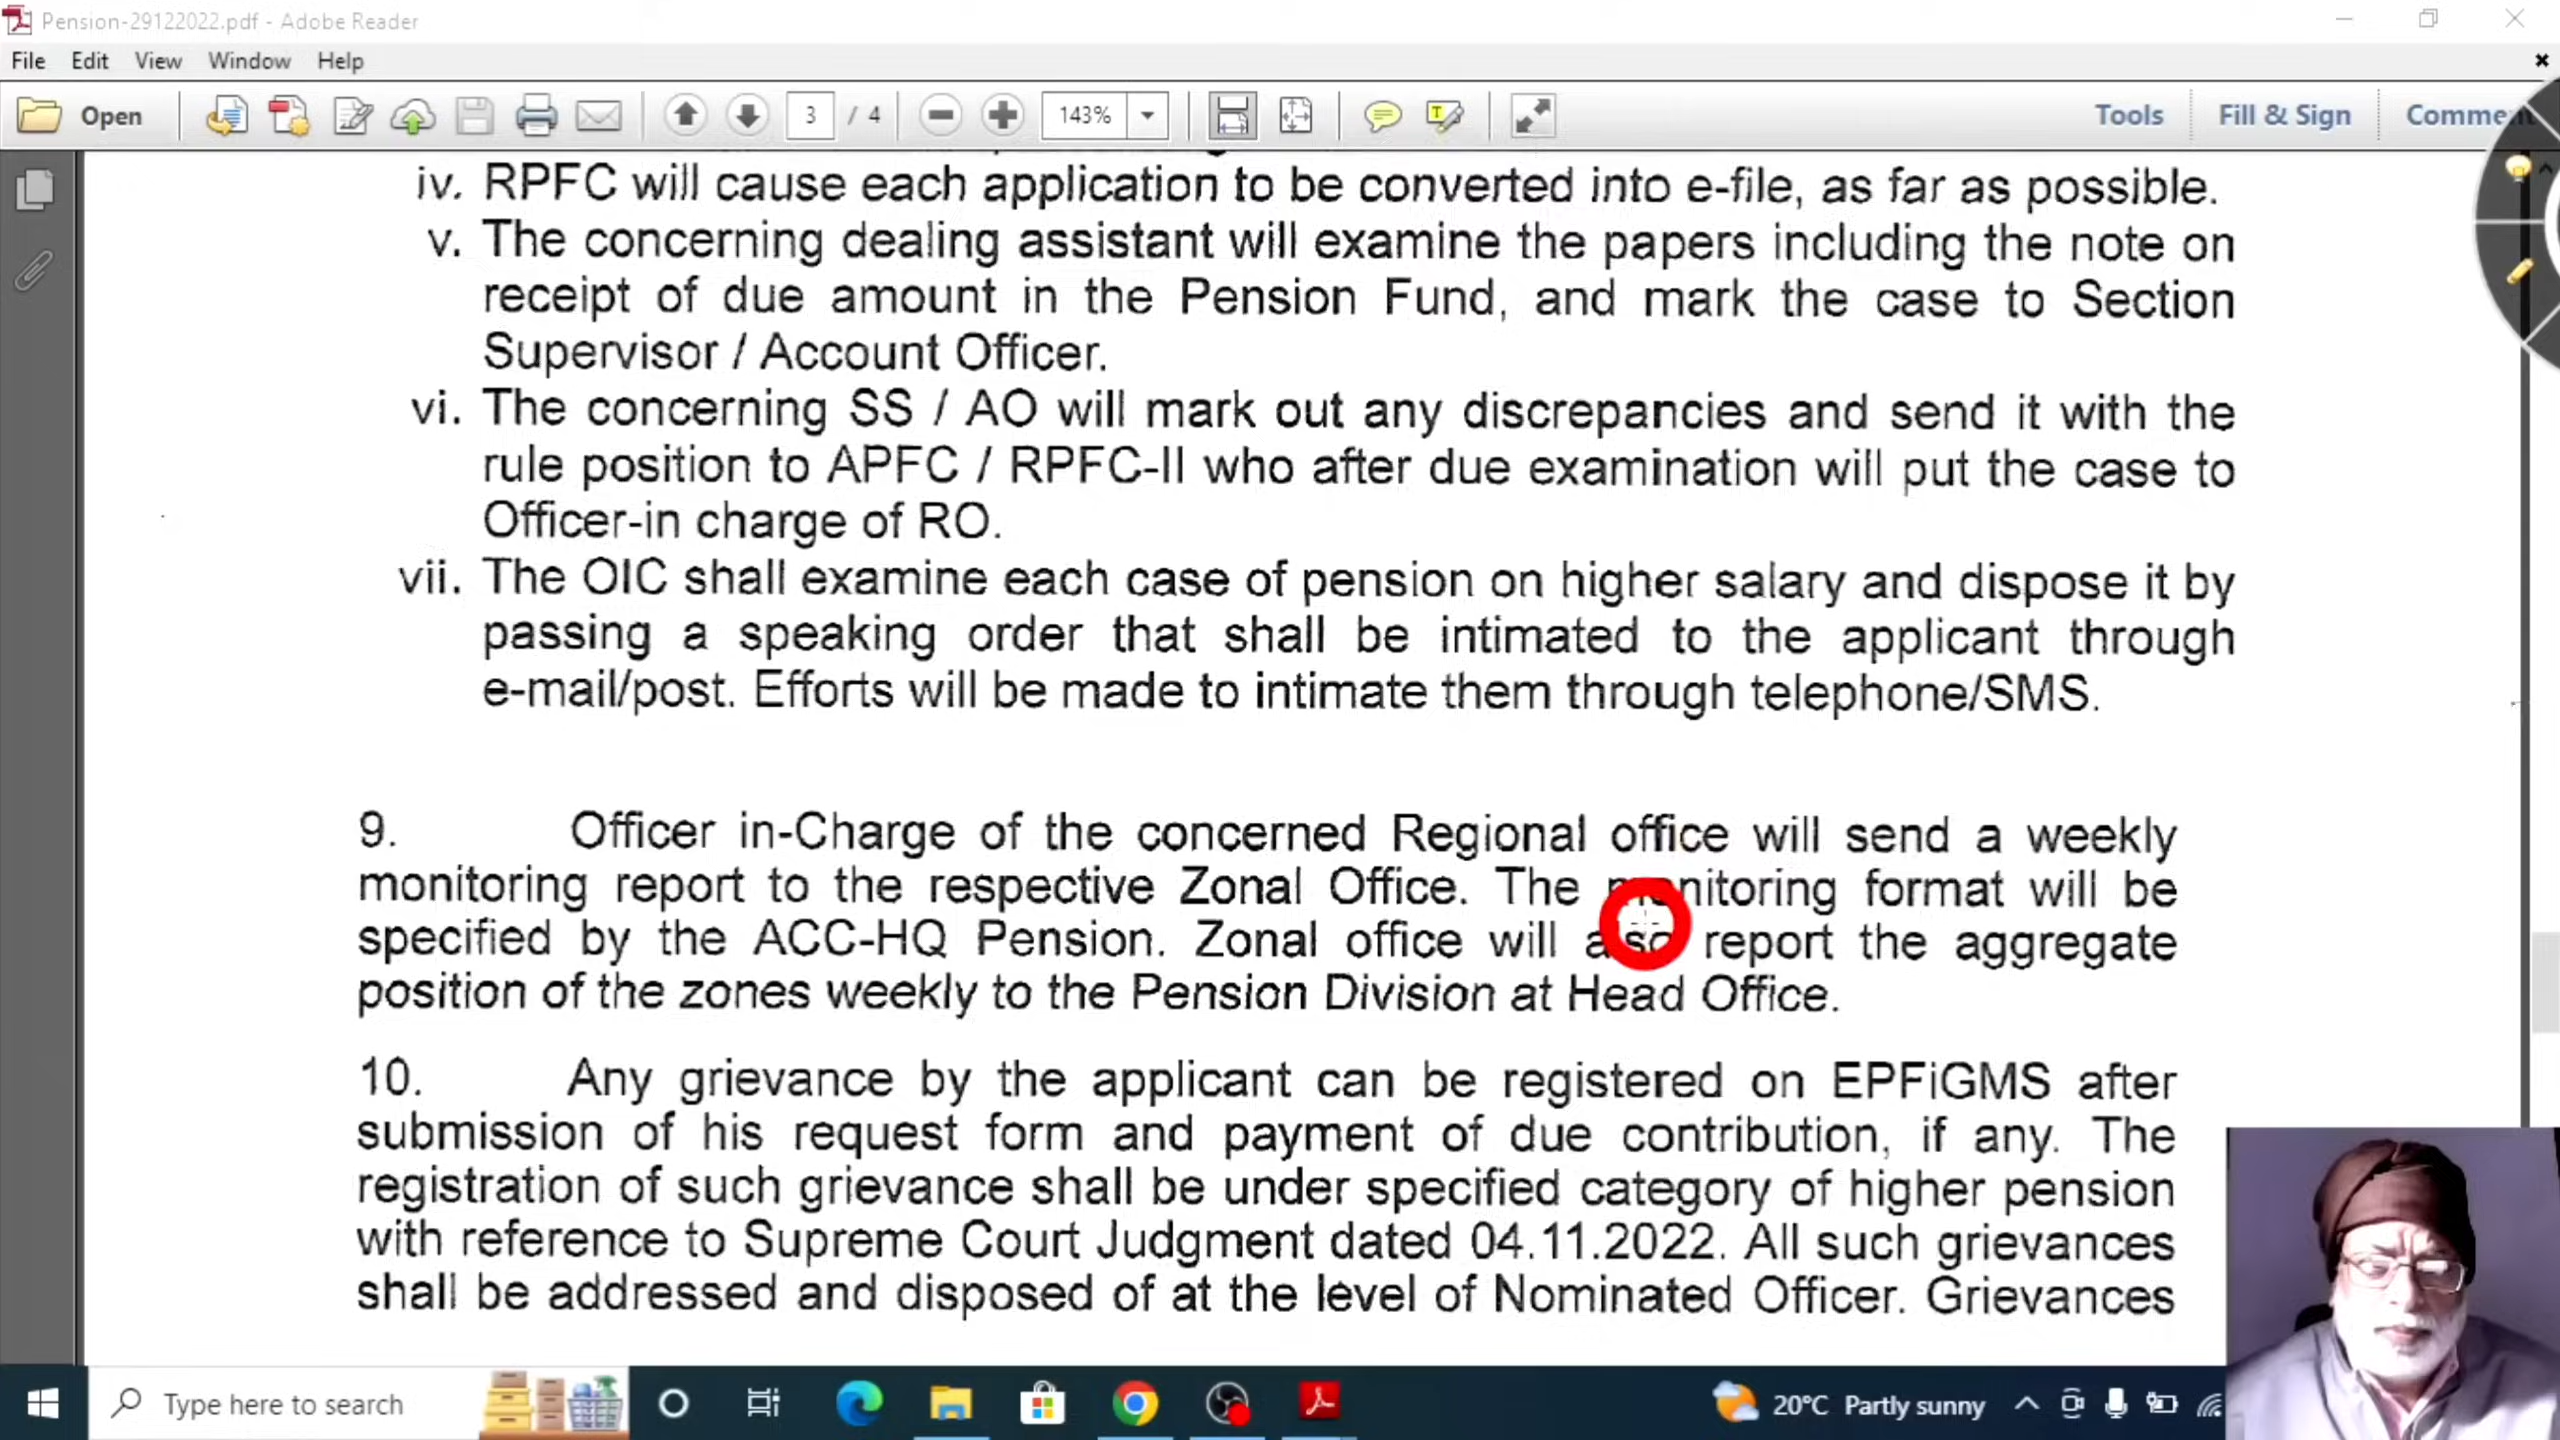 Pension-29122022.pdf - Adobe Reader
File Edit View Window Help
Open 3 / 4 143% Tools Fill & Sign Comme
iv. RPFC will cause each application to be converted into e-file, as far as possible.
v. The concerning dealing assistant will examine the papers including the note on
receipt of due amount in the Pension Fund, and mark the case to Section
Supervisor / Account Officer.
vi. The concerning SS / AO will mark out any discrepancies and send it with the
rule position to APFC / RPFC-II who after due examination will put the case to
Officer-in charge of RO.
vii. The OIC shall examine each case of pension on higher salary and dispose it by
passing a speaking order that shall be intimated to the applicant through
e-mail/post. Efforts will be made to intimate them through telephone/SMS.
9. Officer in-Charge of the concerned Regional office will send a weekly
monitoring report to the respective Zonal Office. The monitoring format will be
specified by the ACC-HQ Pension. Zonal office will also report the aggregate
position of the zones weekly to the Pension Division at Head Office.
10. Any grievance by the applicant can be registered on EPFiGMS after
submission of his request form and payment of due contribution, if any. The
registration of such grievance shall be under specified category of higher pension
with reference to Supreme Court Judgment dated 04.11.2022. All such grievances
shall be addressed and disposed of at the level of Nominated Officer. Grievances
Type here to search 20°C Partly sunny